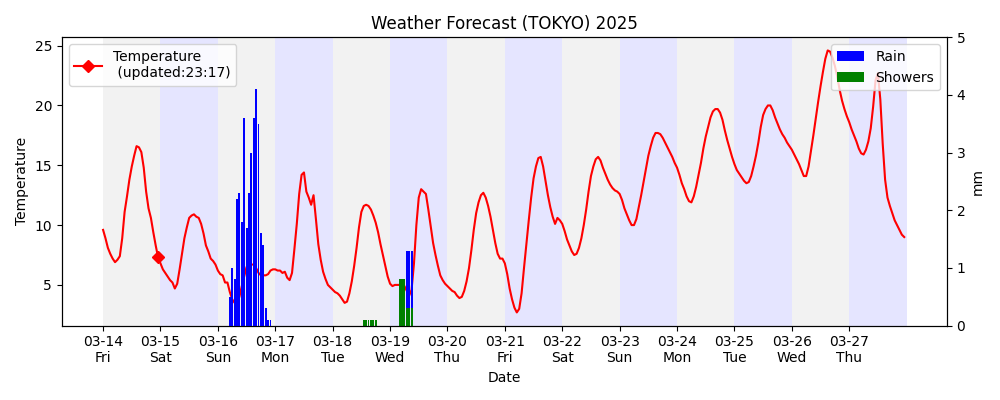 Weather Forecast (TOKYO) 2025
Temperature
(updated:23:17)
Rain
Showers
25
20
15
10
5
Temperature
5
4
3
2
1
0
mm
03-14 03-15 03-16 03-17 03-18 03-19 03-20 03-21 03-22 03-23 03-24 03-25 03-26 03-27
Fri Sat Sun Mon Tue Wed Thu Fri Sat Sun Mon Tue Wed Thu
Date